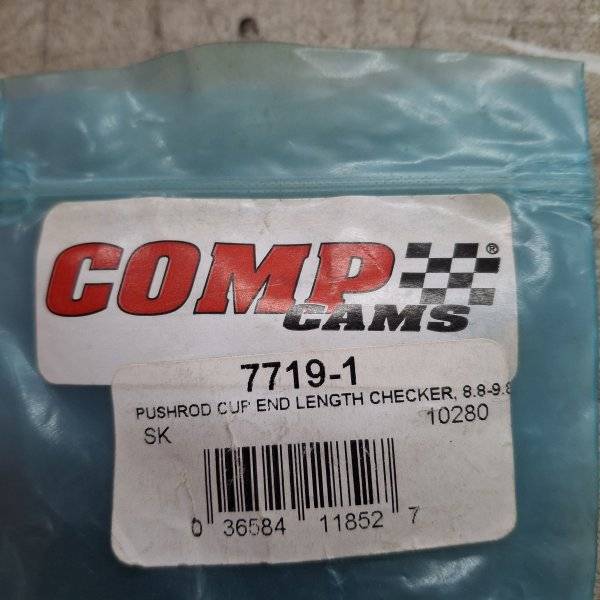 COMP
CAMS®
7719-1
PUSHROD CUP END LENGTH CHECKER, 8.8-9.8
SK 10280
0 36584 11852 7